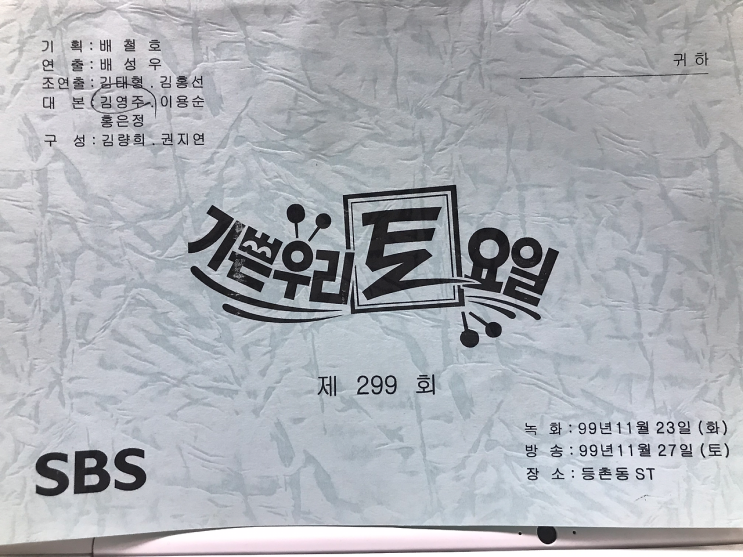 기 획 : 배 철 호
연 출 : 배 성 우
조연출 : 김태형 . 김홍선
대 본 : 김영주 . 이용순
홍은정
구 성 : 김량희 . 권지연
귀 하
기쁜우리 토요일
제 299 회
녹 화 : 99년11월 23일 (화)
방 송 : 99년11월 27일 (토)
장 소 : 등촌동 ST
SBS